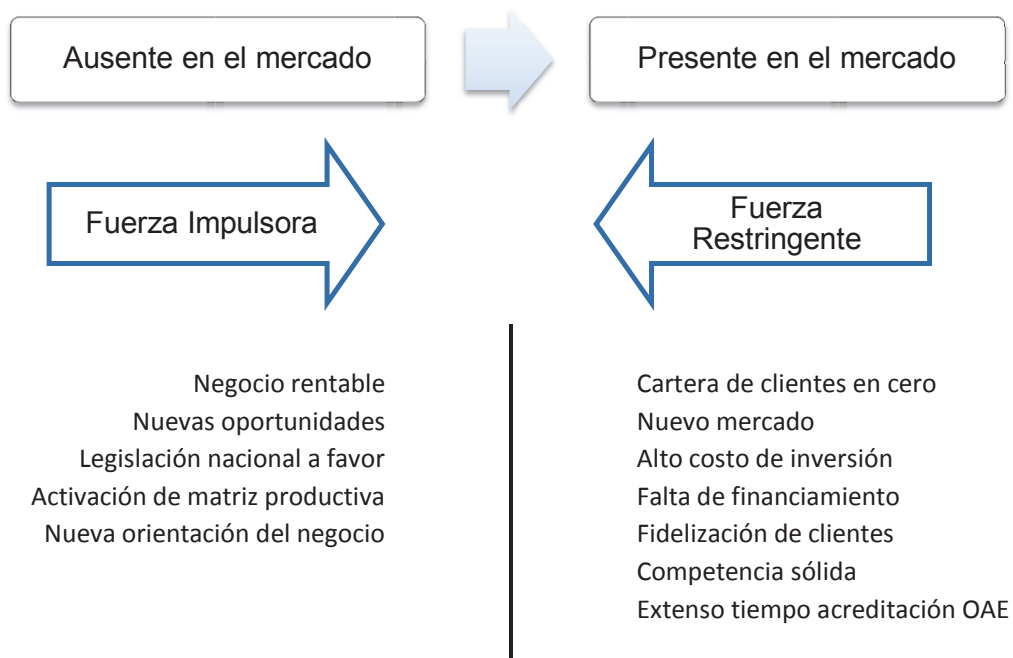 Ausente en el mercado
Presente en el mercado
Fuerza Impulsora
Fuerza
Restringente
Negocio rentable
Nuevas oportunidades
Legislación nacional a favor
Activación de matriz productiva
Nueva orientación del negocio
Cartera de clientes en cero
Nuevo mercado
Alto costo de inversión
Falta de financiamiento
Fidelización de clientes
Competencia sólida
Extenso tiempo acreditación OAE